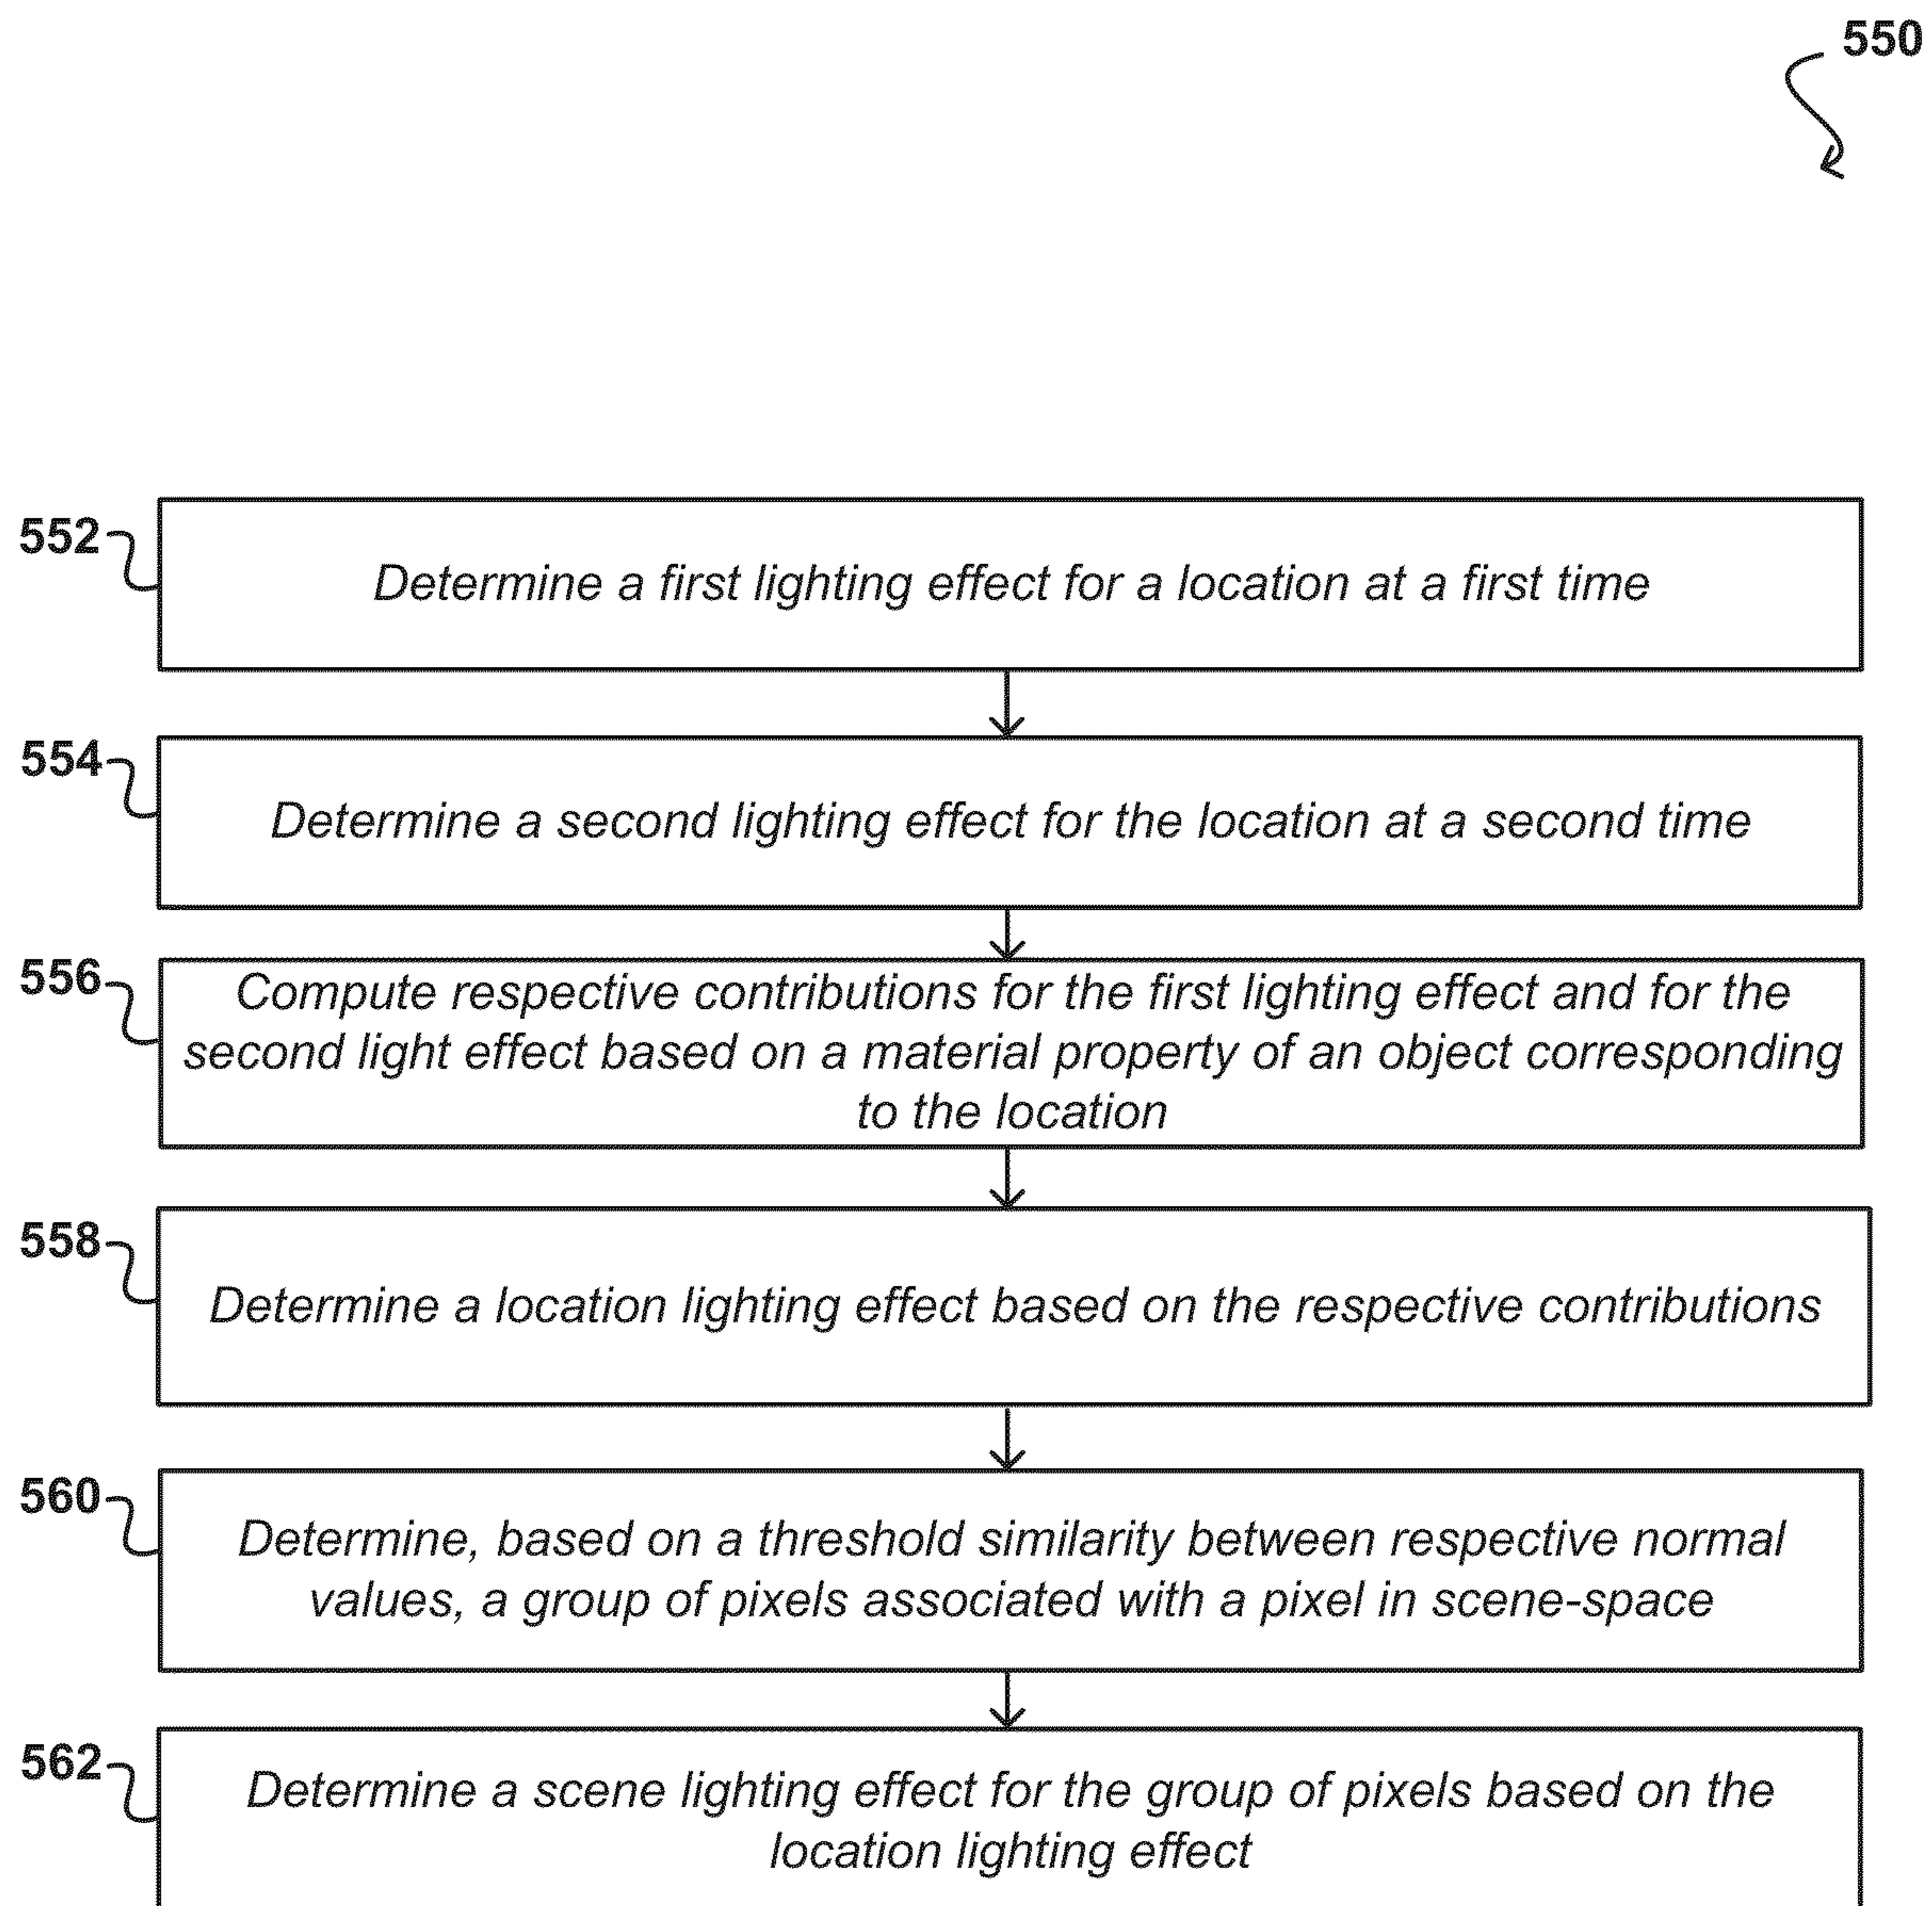 550
552
Determine a first lighting effect for a location at a first time
554
Determine a second lighting effect for the location at a second time
556
Compute respective contributions for the first lighting effect and for the
second light effect based on a material property of an object corresponding
to the location
558
Determine a location lighting effect based on the respective contributions
560
Determine, based on a threshold similarity between respective normal
values, a group of pixels associated with a pixel in scene-space
562
Determine a scene lighting effect for the group of pixels based on the
location lighting effect